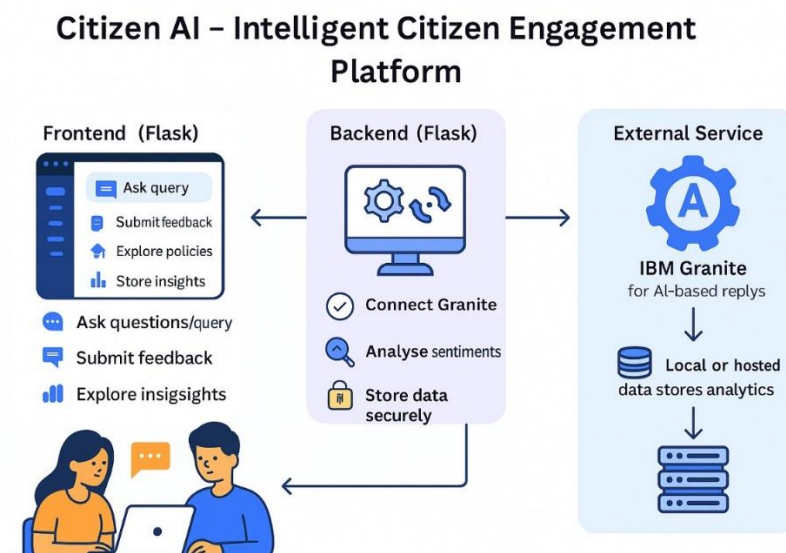 Citizen AI – Intelligent Citizen Engagement
Platform
Frontend (Flask)
Ask query
Submit feedback
Explore policies
Store insights
Ask questions/query
Submit feedback
Explore insigsights
Backend (Flask)
Connect Granite
Analyse sentiments
Store data
securely
External Service
A
IBM Granite
for AI-based replys
Local or hosted
data stores analytics